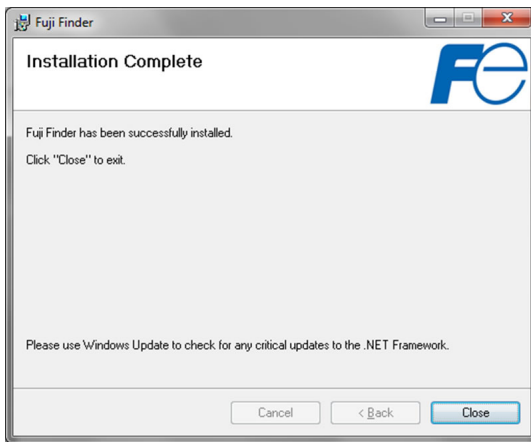 Fuji Finder
Installation Complete
Fe
Fuji Finder has been successfully installed.
Click "Close" to exit.
Please use Windows Update to check for any critical updates to the .NET Framework.
Cancel
< Back
Close